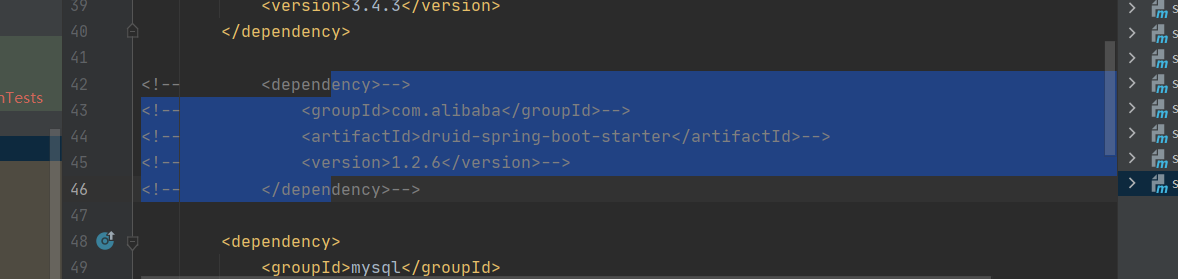 39 <version>3.4.3</version>
40 </dependency>
41
42 <!-- <dependency>-->
43 <!-- <groupId>com.alibaba</groupId>-->
44 <!-- <artifactId>druid-spring-boot-starter</artifactId>-->
45 <!-- <version>1.2.6</version>-->
46 <!-- </dependency>-->
47
48 <dependency>
49 <groupId>mysql</groupId>
nTests